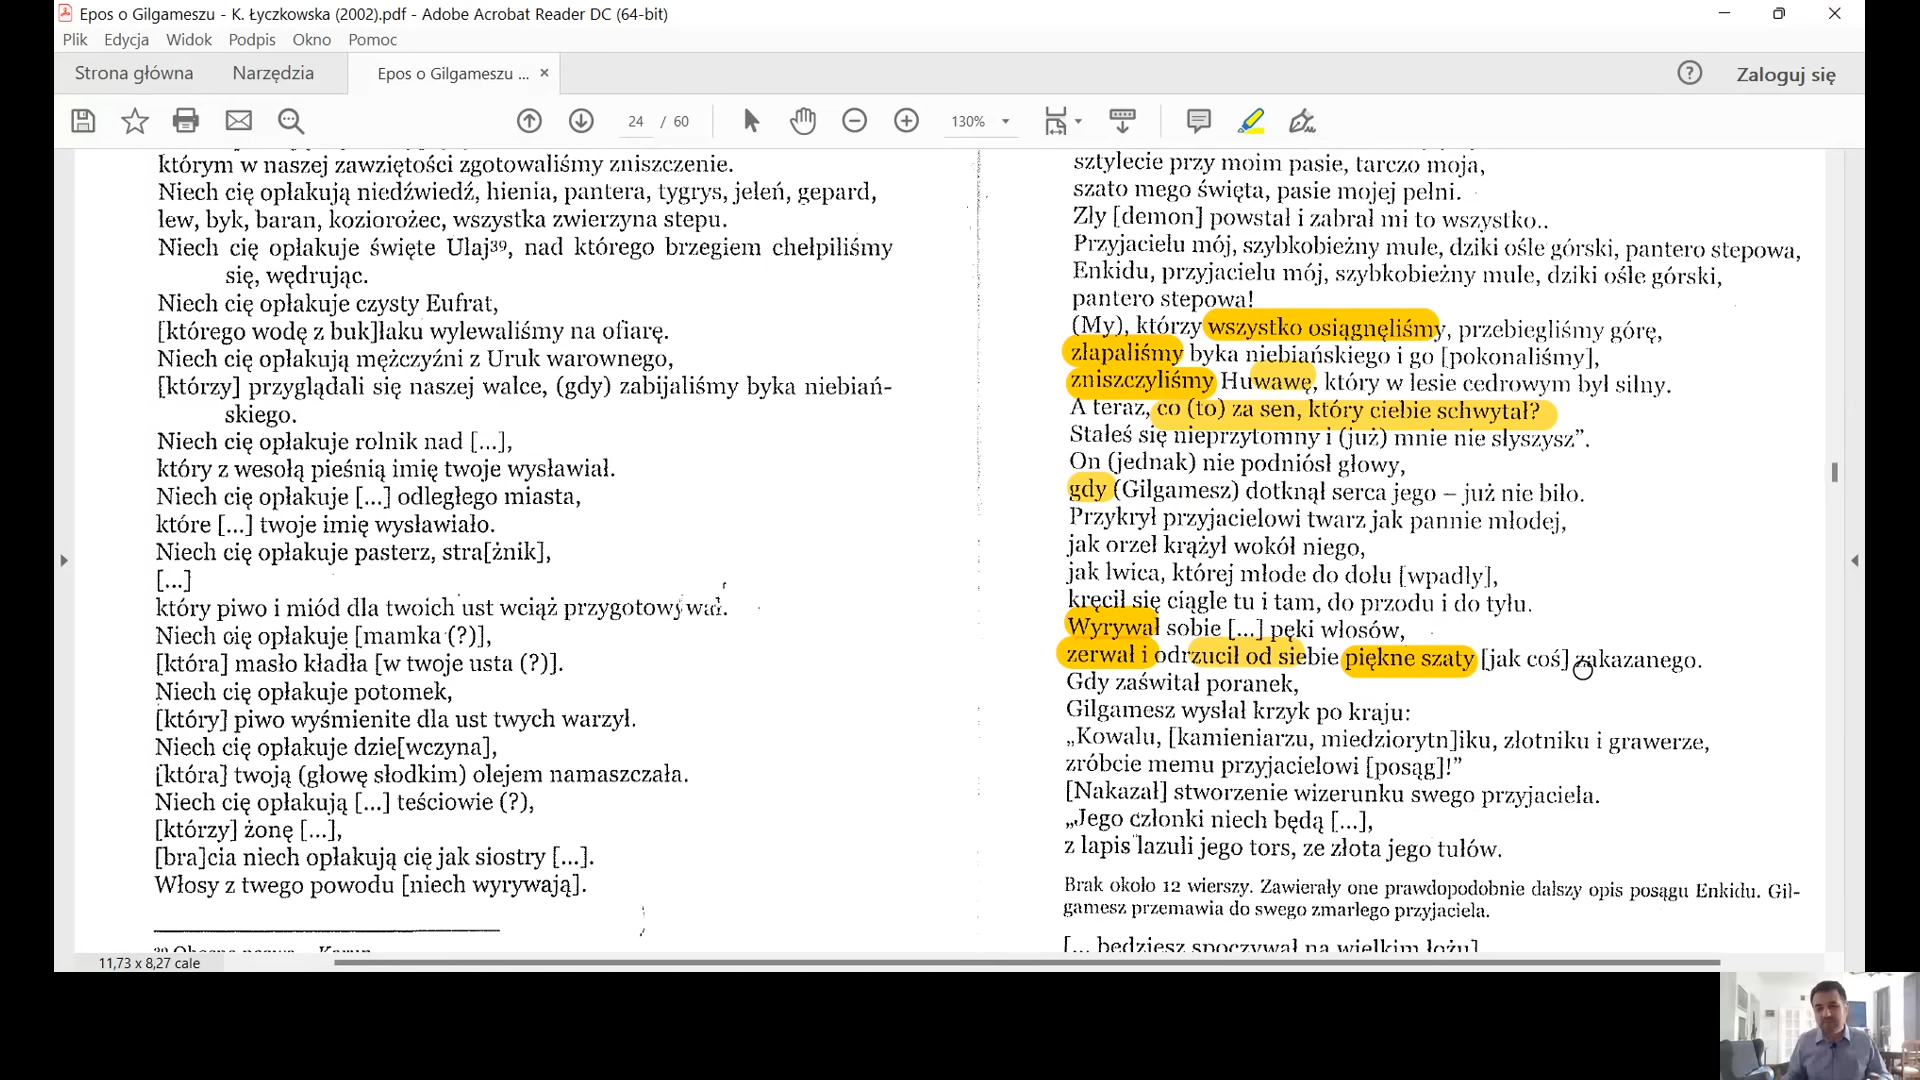 Epos o Gilgameszu - K. Łyczkowska (2002).pdf - Adobe Acrobat Reader DC (64-bit)
Plik Edycja Widok Podpis Okno Pomoc
Strona główna Narzędzia Epos o Gilgameszu ... × Zaloguj się
24 / 60 130%
którym w naszej zawziętości zgotowaliśmy zniszczenie.
Niech cię opłakują niedźwiedź, hienia, pantera, tygrys, jeleń, gepard,
lew, byk, baran, koziorożec, wszystka zwierzyna stepu.
Niech cię opłakuje święte Ulaj³⁹, nad którego brzegiem chełpiliśmy
się, wędrując.
Niech cię opłakuje czysty Eufrat,
[którego wodę z buk]łaku wylewaliśmy na ofiarę.
Niech cię opłakują mężczyźni z Uruk warownego,
[którzy] przyglądali się naszej walce, (gdy) zabijaliśmy byka niebiań-
skiego.
Niech cię opłakuje rolnik nad [...],
który z wesołą pieśnią imię twoje wysławiał.
Niech cię opłakuje [...] odległego miasta,
które [...] twoje imię wysławiało.
Niech cię opłakuje pasterz, stra[żnik],
[...]
który piwo i miód dla twoich ust wciąż przygotowywał.
Niech cię opłakuje [mamka (?)],
[która] masło kładła [w twoje usta (?)].
Niech cię opłakuje potomek,
[który] piwo wyśmienite dla ust twych warzył.
Niech cię opłakuje dzie[wczyna],
[która] twoją (głowę słodkim) olejem namaszczała.
Niech cię opłakują [...] teściowie (?),
[którzy] żonę [...],
[bra]cia niech opłakują cię jak siostry [...].
Włosy z twego powodu [niech wyrywają].
sztylecie przy moim pasie, tarczo moja,
szato mego święta, pasie mojej pełni.
Zły [demon] powstał i zabrał mi to wszystko..
Przyjacielu mój, szybkobieżny mule, dziki ośle górski, pantero stepowa,
Enkidu, przyjacielu mój, szybkobieżny mule, dziki ośle górski,
pantero stepowa!
(My), którzy wszystko osiągnęliśmy, przebiegliśmy górę,
złapaliśmy byka niebiańskiego i go [pokonaliśmy],
zniszczyliśmy Huwawę, który w lesie cedrowym był silny.
A teraz, co (to) za sen, który ciebie schwytał?
Stałeś się nieprzytomny i (już) mnie nie słyszysz”.
On (jednak) nie podniósł głowy,
gdy (Gilgamesz) dotknął serca jego – już nie biło.
Przykrył przyjacielowi twarz jak pannie młodej,
jak orzeł krążył wokół niego,
jak lwica, której młode do dołu [wpadły],
kręcił się ciągle tu i tam, do przodu i do tyłu.
Wyrywał sobie [...] pęki włosów,
zerwał i odrzucił od siebie piękne szaty [jak coś] zakazanego.
Gdy zaświtał poranek,
Gilgamesz wysłał krzyk po kraju:
„Kowalu, [kamieniarzu, miedziorytn]iku, złotniku i grawerze,
zróbcie memu przyjacielowi [posąg]!”
[Nakazał] stworzenie wizerunku swego przyjaciela.
„Jego członki niech będą [...],
z lapis lazuli jego tors, ze złota jego tułów.
Brak około 12 wierszy. Zawierały one prawdopodobnie dalszy opis posągu Enkidu. Gil-
gamesz przemawia do swego zmarłego przyjaciela.
[... będziesz spoczywał na wielkim łożu]
11,73 x 8,27 cale